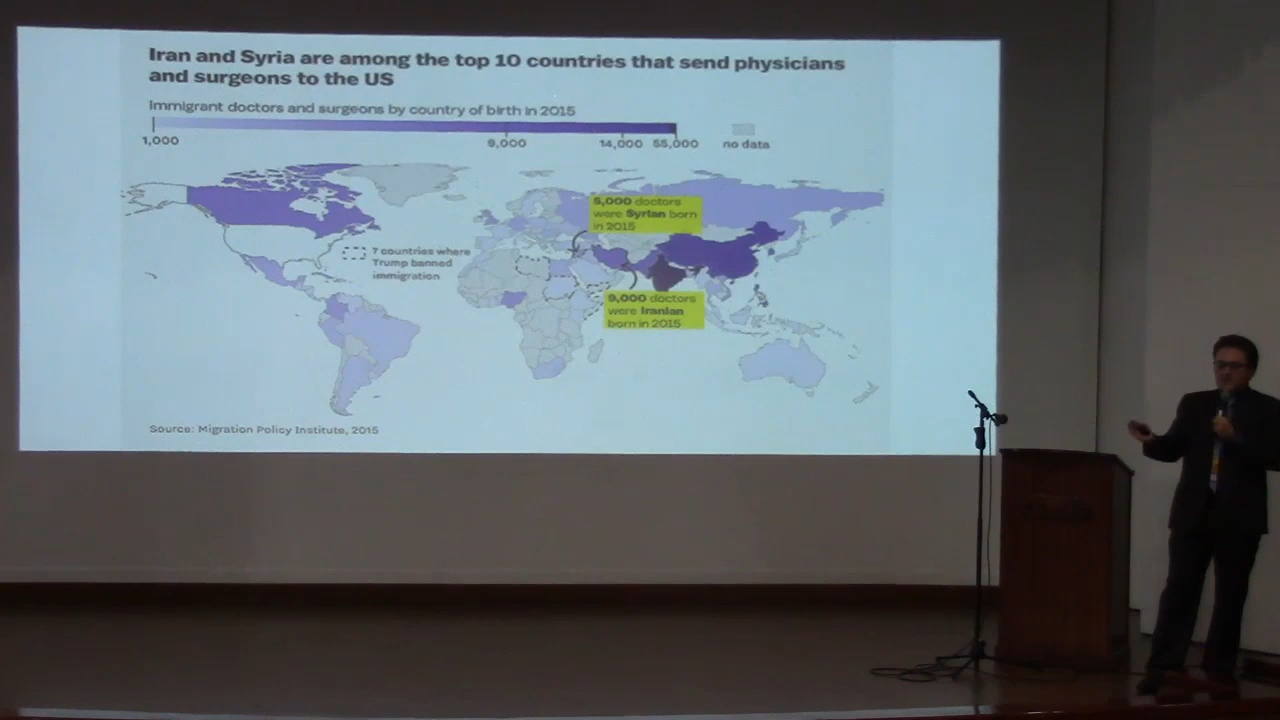 Iran and Syria are among the top 10 countries that send physicians
and surgeons to the US
Immigrant doctors and surgeons by country of birth in 2015
1,000
9,000
14,000
55,000
no data
5,000 doctors
were Syrian born
in 2015
7 countries where
Trump banned
immigration
9,000 doctors
were Iranian
born in 2015
Source: Migration Policy Institute, 2015